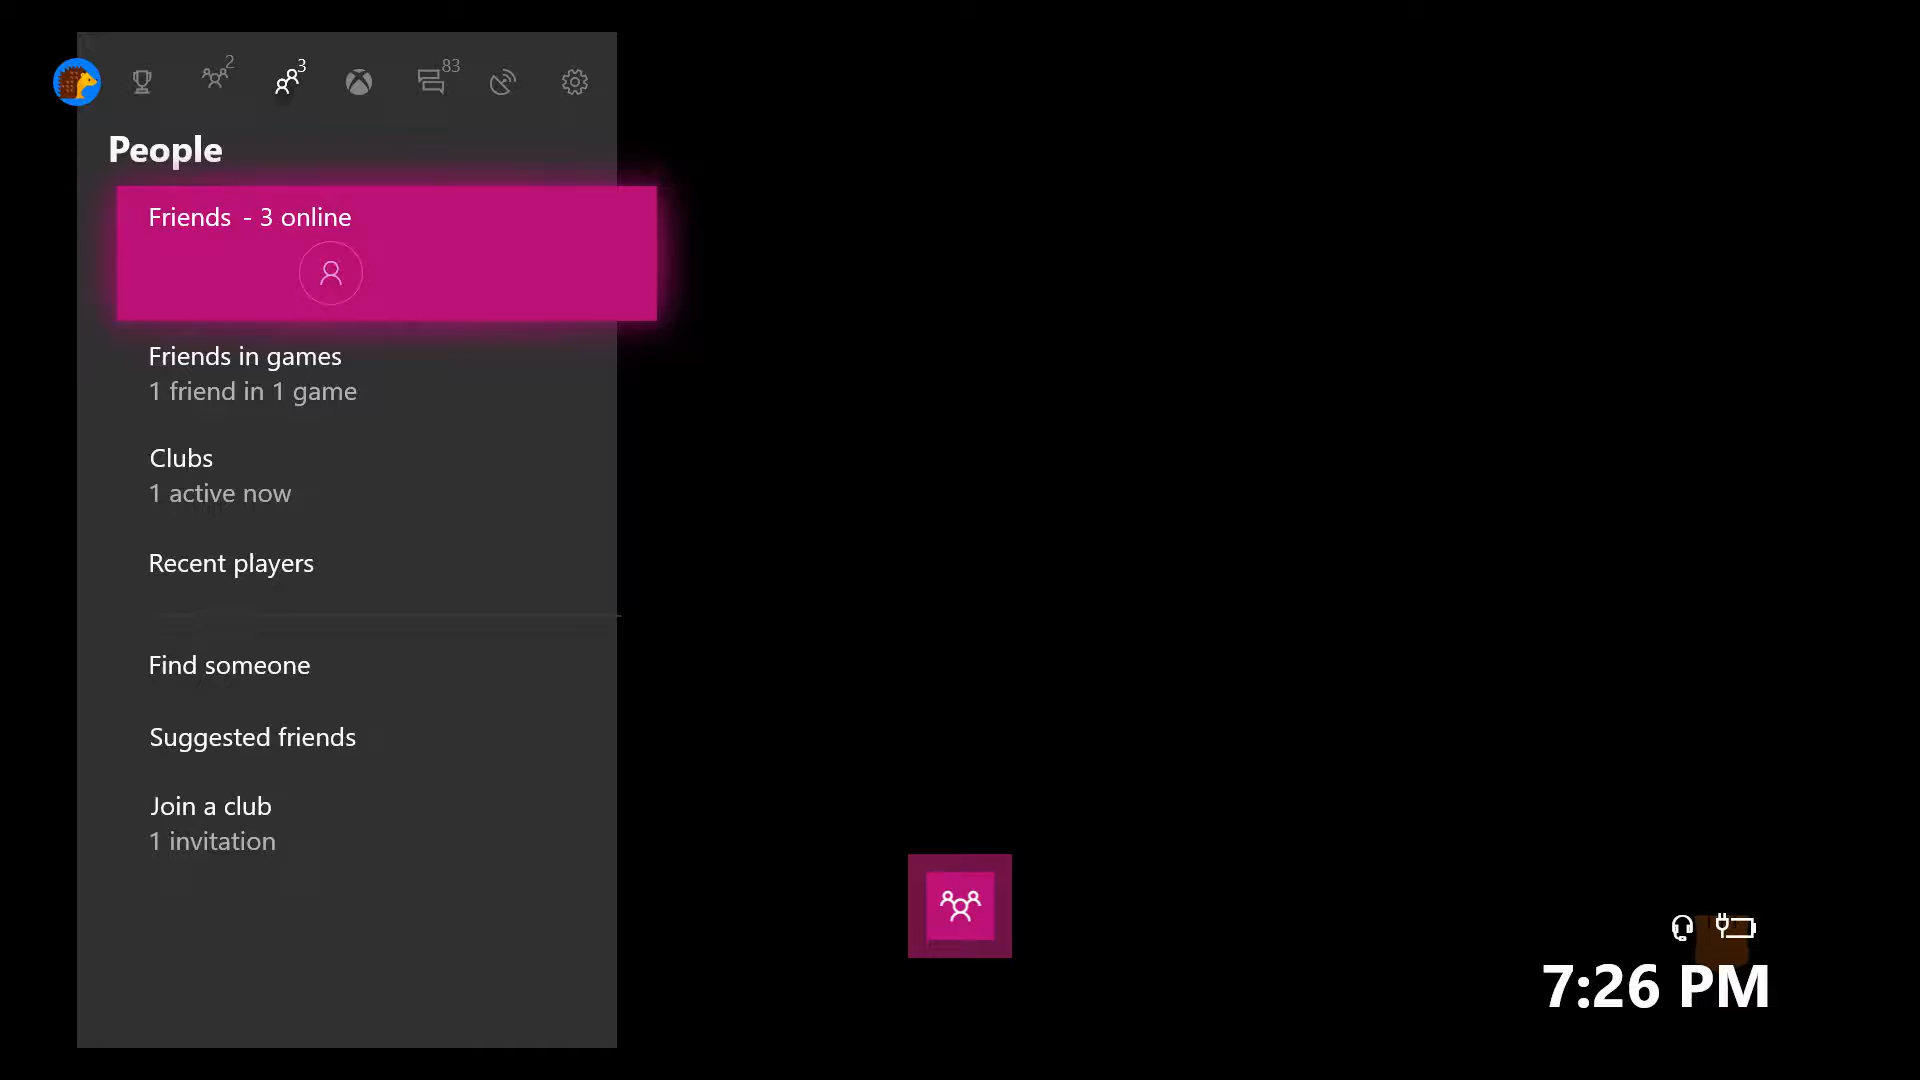 2
3
83
People
Friends - 3 online
Friends in games
1 friend in 1 game
Clubs
1 active now
Recent players
Find someone
Suggested friends
Join a club
1 invitation
7:26 PM